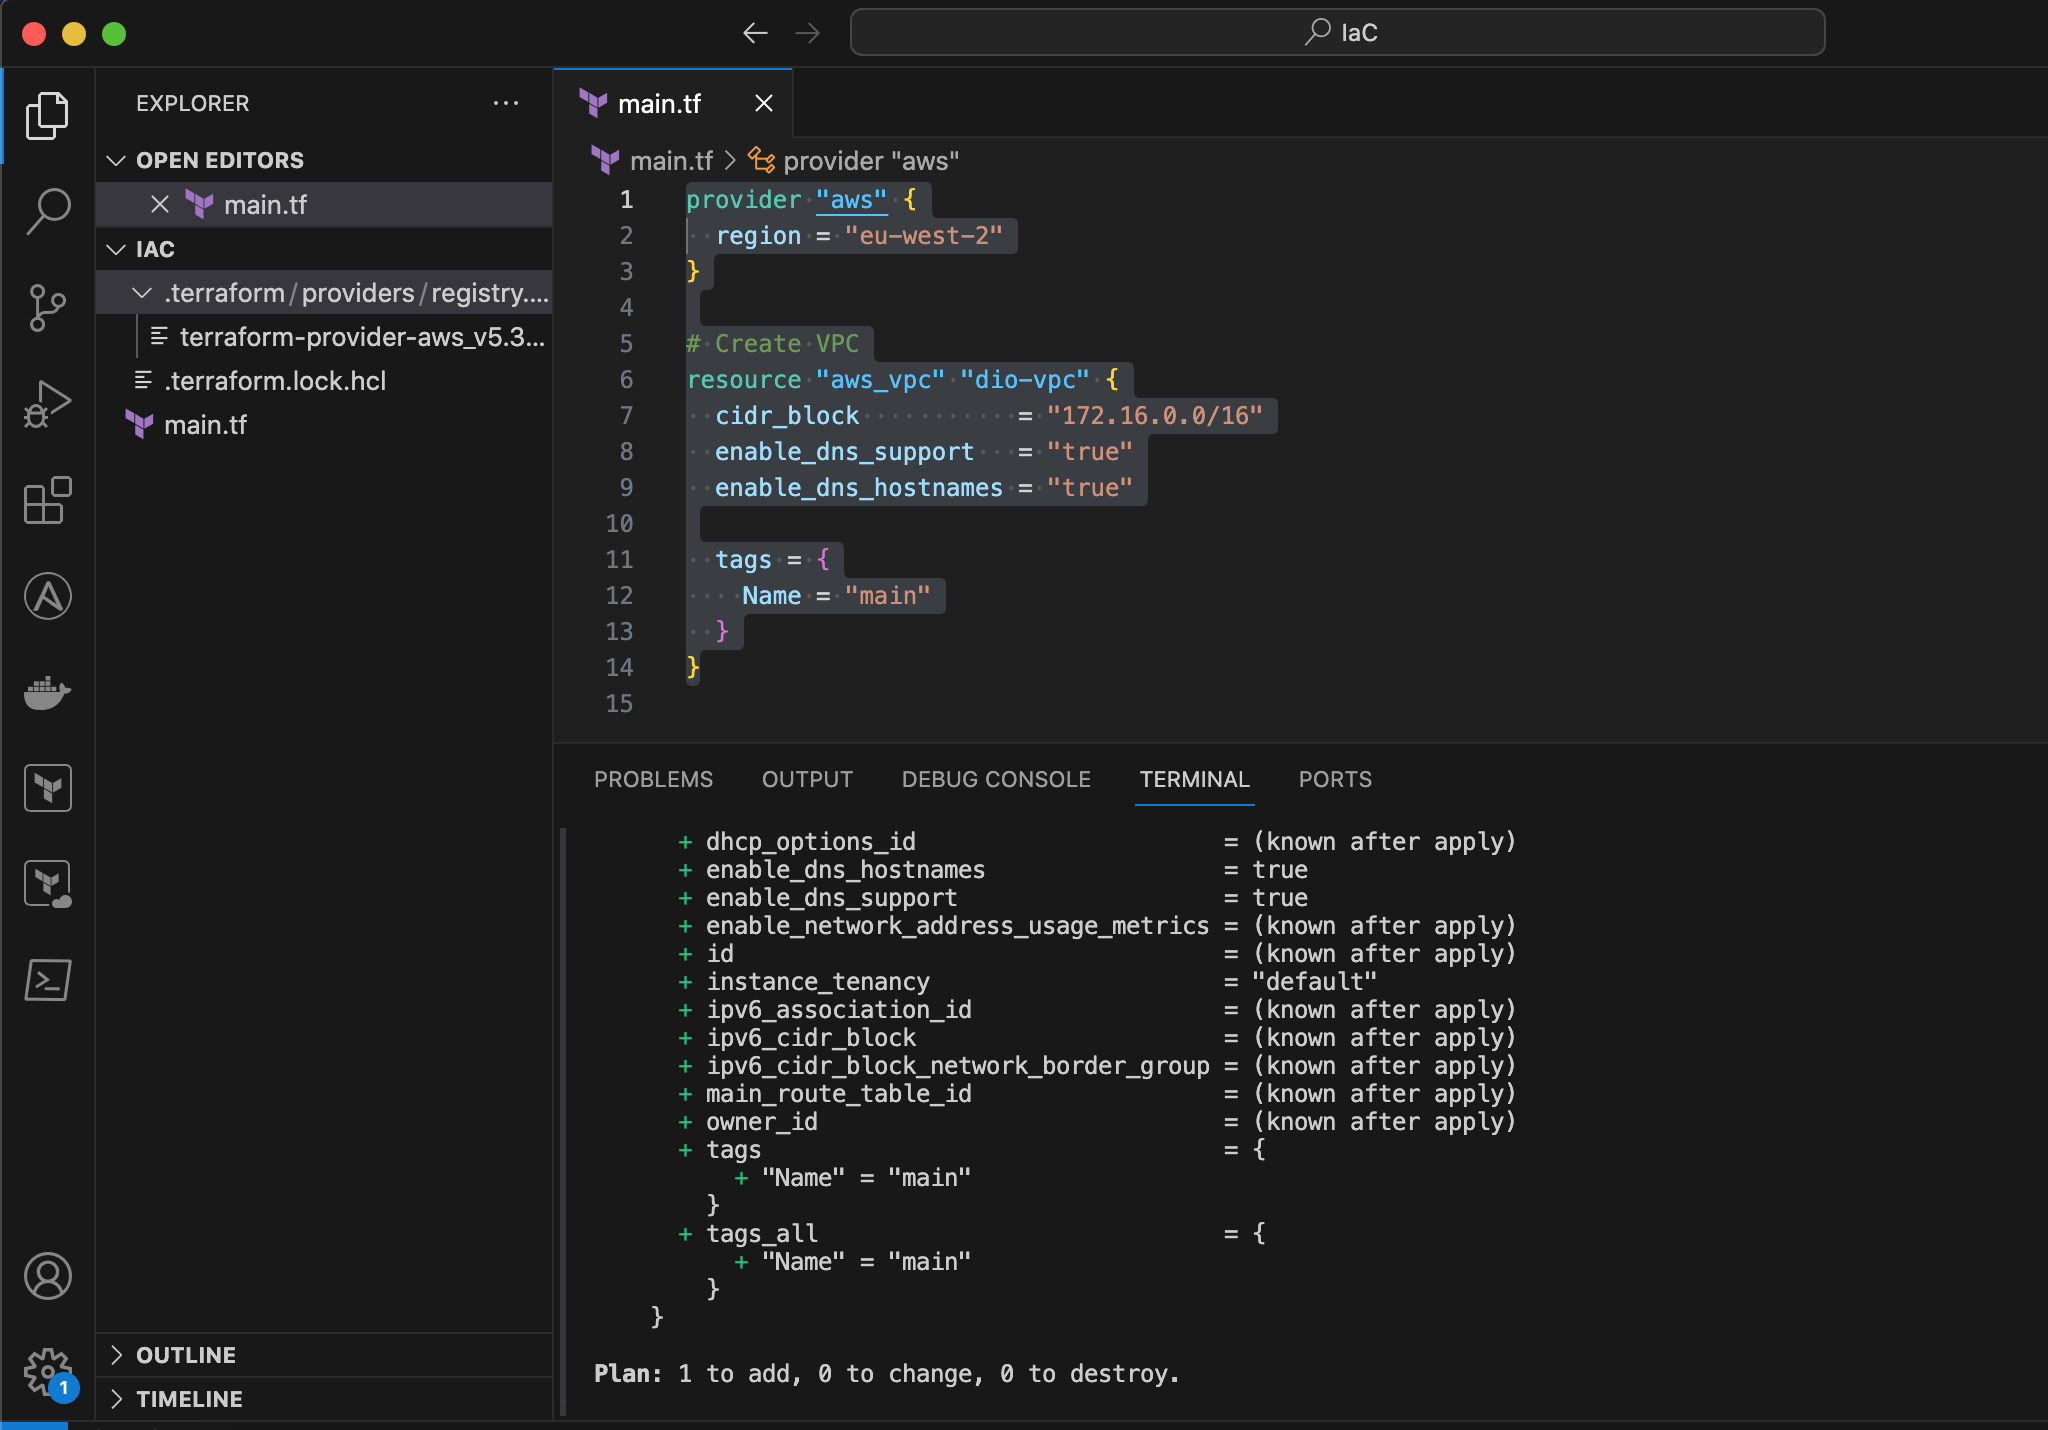 IaC
EXPLORER
OPEN EDITORS
main.tf
IAC
.terraform/providers/registry....
terraform-provider-aws_v5.3...
.terraform.lock.hcl
main.tf
OUTLINE
TIMELINE
1
main.tf
main.tf > provider "aws"
1 provider "aws" {
2   region = "eu-west-2"
3 }
4
5 # Create VPC
6 resource "aws_vpc" "dio-vpc" {
7   cidr_block           = "172.16.0.0/16"
8   enable_dns_support   = "true"
9   enable_dns_hostnames = "true"
10
11   tags = {
12     Name = "main"
13   }
14 }
15
PROBLEMS OUTPUT DEBUG CONSOLE TERMINAL PORTS
+ dhcp_options_id                      = (known after apply)
+ enable_dns_hostnames                 = true
+ enable_dns_support                   = true
+ enable_network_address_usage_metrics = (known after apply)
+ id                                   = (known after apply)
+ instance_tenancy                     = "default"
+ ipv6_association_id                  = (known after apply)
+ ipv6_cidr_block                      = (known after apply)
+ ipv6_cidr_block_network_border_group = (known after apply)
+ main_route_table_id                  = (known after apply)
+ owner_id                             = (known after apply)
+ tags                                 = {
+ "Name" = "main"
}
+ tags_all                             = {
+ "Name" = "main"
}
}
Plan: 1 to add, 0 to change, 0 to destroy.